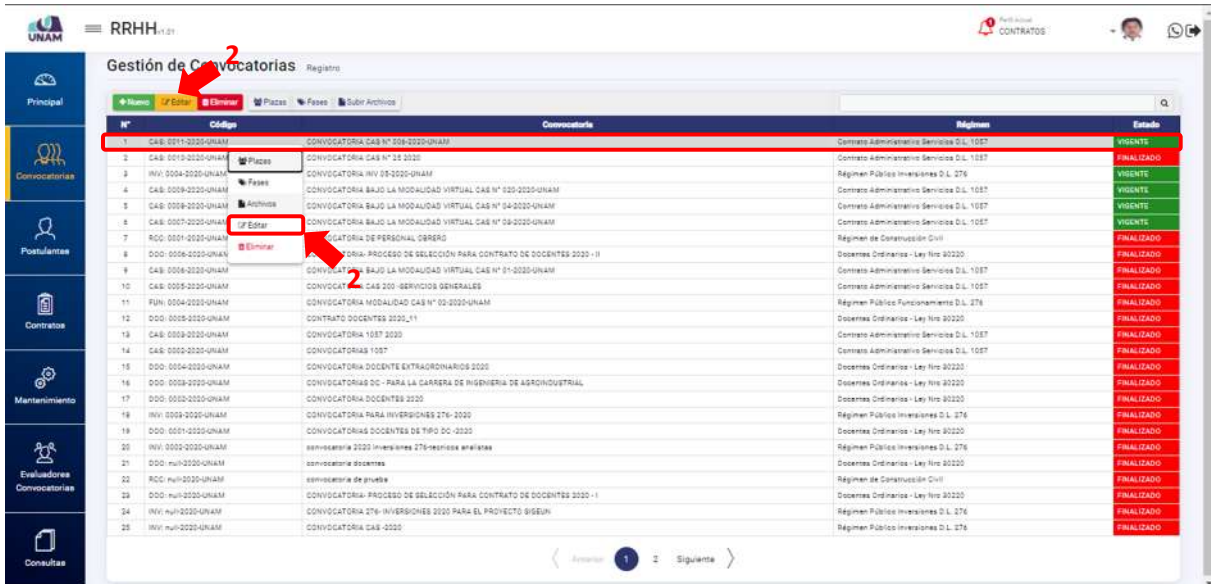 UNAM
RRHH v1.01
Perfil Actual
CONTRATOS
2
Gestión de Convocatorias Registro
Nuevo Editar Eliminar Plazas Fases Subir Archivos
N° Código Convocatoria Régimen Estado
1 CAS: 0011-2020-UNAM CONVOCATORIA CAS N° 006-2020-UNAM Contrato Administrativo Servicios D.L. 1057 VIGENTE
2 CAS: 0010-2020-UNAM CONVOCATORIA CAS N° 25 2020 Contrato Administrativo Servicios D.L. 1057 FINALIZADO
3 INV: 0004-2020-UNAM CONVOCATORIA INV 05-2020-UNAM Régimen Público Inversiones D.L. 276 VIGENTE
4 CAS: 0009-2020-UNAM CONVOCATORIA BAJO LA MODALIDAD VIRTUAL CAS N° 020-2020-UNAM Contrato Administrativo Servicios D.L. 1057 VIGENTE
5 CAS: 0008-2020-UNAM CONVOCATORIA BAJO LA MODALIDAD VIRTUAL CAS N° 04-2020-UNAM Contrato Administrativo Servicios D.L. 1057 VIGENTE
6 CAS: 0007-2020-UNAM CONVOCATORIA BAJO LA MODALIDAD VIRTUAL CAS N° 03-2020-UNAM Contrato Administrativo Servicios D.L. 1057 VIGENTE
7 RCC: 0001-2020-UNAM CATORIA DE PERSONAL OBRERO Régimen de Construcción Civil FINALIZADO
8 DOO: 0006-2020-UNAM TORIA- PROCESO DE SELECCIÓN PARA CONTRATO DE DOCENTES 2020 - II Docentes Ordinarios - Ley Nro 30220 FINALIZADO
9 CAS: 0006-2020-UNAM CONVOCATORIA BAJO LA MODALIDAD VIRTUAL CAS N° 01-2020-UNAM Contrato Administrativo Servicios D.L. 1057 FINALIZADO
10 CAS: 0005-2020-UNAM CONVOCAT CAS 200 -SERVICIOS GENERALES Contrato Administrativo Servicios D.L. 1057 FINALIZADO
11 FUN: 0004-2020-UNAM CONVOCATORIA MODALIDAD CAS N° 02-2020-UNAM Régimen Público Funcionamiento D.L. 276 FINALIZADO
12 DOO: 0005-2020-UNAM CONTRATO DOCENTES 2020_11 Docentes Ordinarios - Ley Nro 30220 FINALIZADO
13 CAS: 0003-2020-UNAM CONVOCATORIA 1057 2020 Contrato Administrativo Servicios D.L. 1057 FINALIZADO
14 CAS: 0002-2020-UNAM CONVOCATORIAS 1057 Contrato Administrativo Servicios D.L. 1057 FINALIZADO
15 DOO: 0004-2020-UNAM CONVOCATORIA DOCENTE EXTRAORDINARIOS 2020 Docentes Ordinarios - Ley Nro 30220 FINALIZADO
16 DOO: 0003-2020-UNAM CONVOCATORIAS DC - PARA LA CARRERA DE INGENIERIA DE AGROINDUSTRIAL Docentes Ordinarios - Ley Nro 30220 FINALIZADO
17 DOO: 0002-2020-UNAM CONVOCATORIA DOCENTES 2020 Docentes Ordinarios - Ley Nro 30220 FINALIZADO
18 INV: 0003-2020-UNAM CONVOCATORIA PARA INVERSIONES 276- 2020 Régimen Público Inversiones D.L. 276 FINALIZADO
19 DOO: 0001-2020-UNAM CONVOCATORIAS DOCENTES DE TIPO DC -2020 Docentes Ordinarios - Ley Nro 30220 FINALIZADO
20 INV: 0002-2020-UNAM convocatoria 2020 inversiones 276-tecnicos analistas Régimen Público Inversiones D.L. 276 FINALIZADO
21 DOO: null-2020-UNAM convocatoria docentes Docentes Ordinarios - Ley Nro 30220 FINALIZADO
22 RCC: null-2020-UNAM convocatoria de prueba Régimen de Construcción Civil FINALIZADO
23 DOO: null-2020-UNAM CONVOCATORIA- PROCESO DE SELECCIÓN PARA CONTRATO DE DOCENTES 2020 - I Docentes Ordinarios - Ley Nro 30220 FINALIZADO
24 INV: null-2020-UNAM CONVOCATORIA 276- INVERSIONES 2020 PARA EL PROYECTO SISEUN Régimen Público Inversiones D.L. 276 FINALIZADO
25 INV: null-2020-UNAM CONVOCATORIA CAS -2020 Régimen Público Inversiones D.L. 276 FINALIZADO
Plazas
Fases
Archivos
Editar
Eliminar
2
Anterior 1 2 Siguiente
Principal
Convocatorias
Postulantes
Contratos
Mantenimiento
Evaluadores
Convocatorias
Consultas